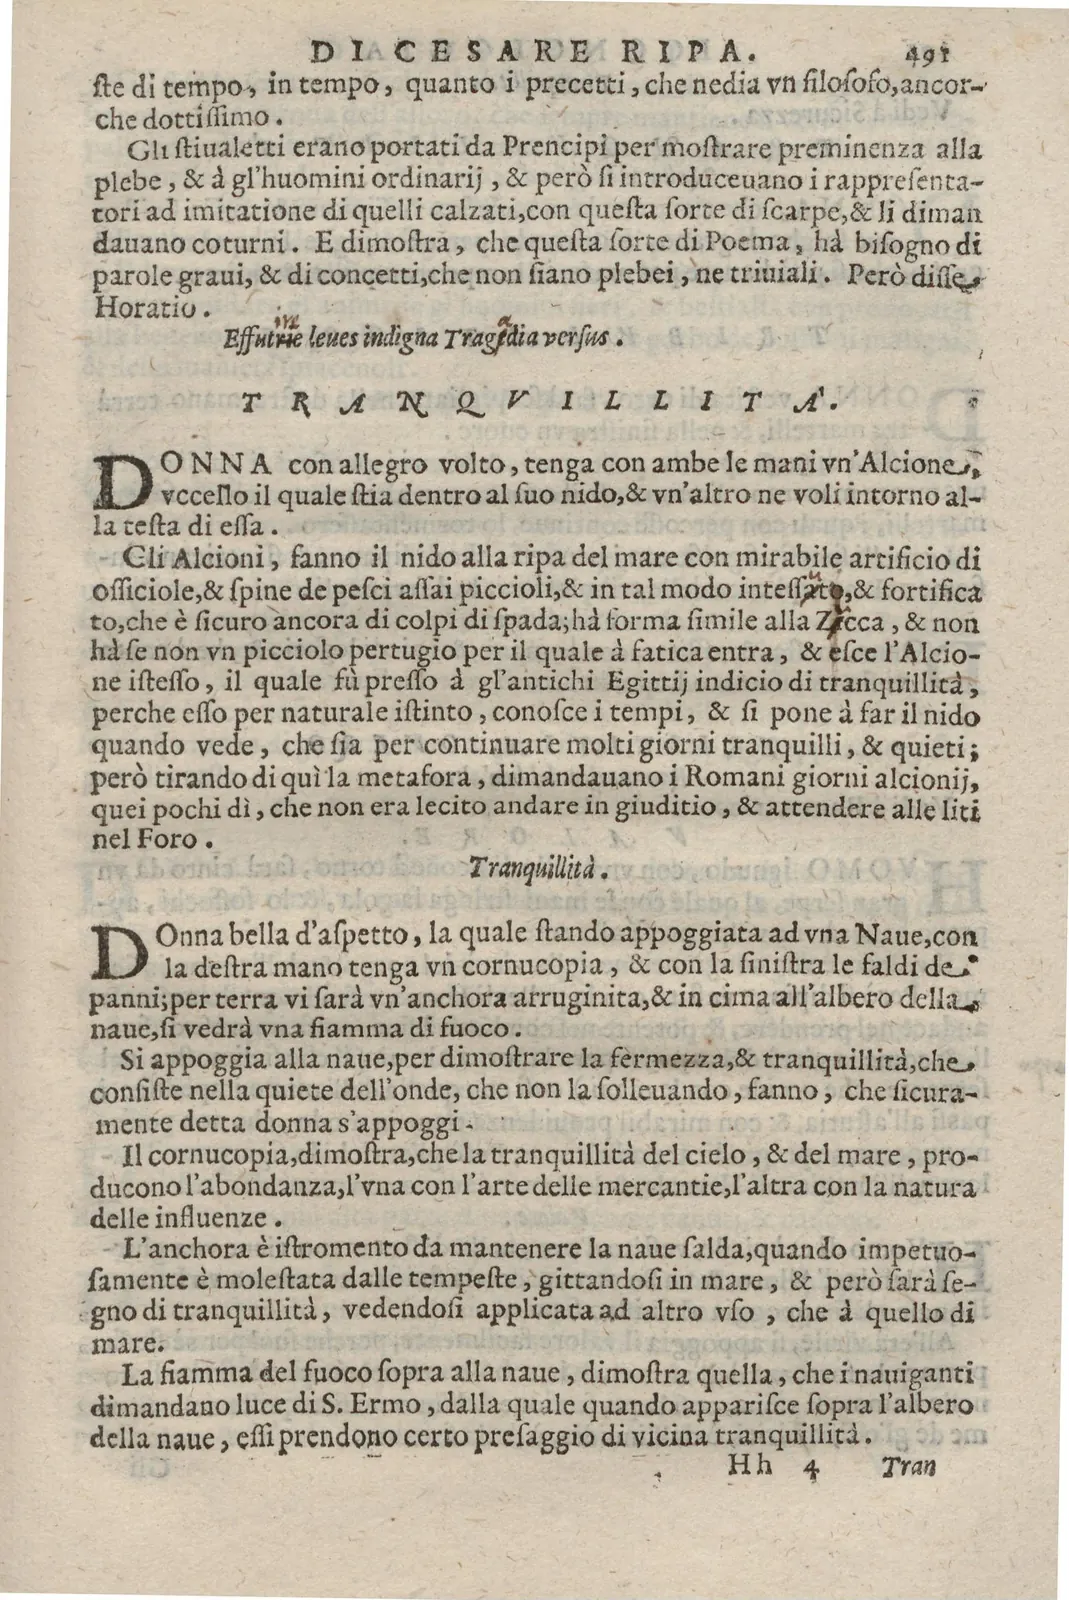 DI CESARE RIPA. 491
ſte di tempo, in tempo, quanto i precetti, che nedia vn filoſofo, ancor-
che dottiſſimo.
Gli ſtiualetti erano portati da Prencipi per moſtrare preminenza alla
plebe, & à gl'huomini ordinarij, & però ſi introduceuano i rappreſenta-
tori ad imitatione di quelli calzati, con queſta ſorte di ſcarpe, & li diman
dauano coturni. E dimoſtra, che queſta ſorte di Poema, hà biſogno di
parole graui, & di concetti, che non ſiano plebei, ne triuiali. Però diſſe
Horatio.
Effutire leues indigna Tragædia verſus.
TRANQVILLITÀ.
DONNA con allegro volto, tenga con ambe le mani vn'Alcione,
vccello il quale ſtia dentro al ſuo nido, & vn'altro ne voli intorno al-
la teſta di eſſa.
Gli Alcioni, fanno il nido alla ripa del mare con mirabile artificio di
oſſiciole, & ſpine de peſci aſſai piccioli, & in tal modo inteſſuto, & fortifica
to, che è ſicuro ancora di colpi di ſpada; hà forma ſimile alla Zucca, & non
hà ſe non vn picciolo pertugio per il quale à fatica entra, & eſce l'Alcio-
ne iſteſſo, il quale fù preſſo à gl'antichi Egittij indicio di tranquillità,
perche eſſo per naturale iſtinto, conoſce i tempi, & ſi pone à far il nido
quando vede, che ſia per continuare molti giorni tranquilli, & quieti;
però tirando di quì la metafora, dimandauano i Romani giorni alcionij,
quei pochi dì, che non era lecito andare in giuditio, & attendere alle liti
nel Foro.
Tranquillità.
DOnna bella d'aſpetto, la quale ſtando appoggiata ad vna Naue, con
la deſtra mano tenga vn cornucopia, & con la ſiniſtra le faldi de
panni; per terra vi ſarà vn'anchora arruginita, & in cima all'albero della
naue, ſi vedrà vna fiamma di fuoco.
Si appoggia alla naue, per dimoſtrare la fermezza, & tranquillità, che
conſiſte nella quiete dell'onde, che non la ſolleuando, fanno, che ſicura-
mente detta donna s'appoggi.
Il cornucopia, dimoſtra, che la tranquillità del cielo, & del mare, pro-
ducono l'abondanza, l'vna con l'arte delle mercantie, l'altra con la natura
delle influenze.
L'anchora è iſtromento da mantenere la naue ſalda, quando impetuo-
ſamente è moleſtata dalle tempeſte, gittandoſi in mare, & però ſarà ſe-
gno di tranquillità, vedendoſi applicata ad altro vſo, che à quello di
mare.
La fiamma del fuoco ſopra alla naue, dimoſtra quella, che i nauiganti
dimandano luce di S. Ermo, dalla quale quando appariſce ſopra l'albero
della naue, eſſi prendono certo preſaggio di vicina tranquillità.
Hh 4 Tran